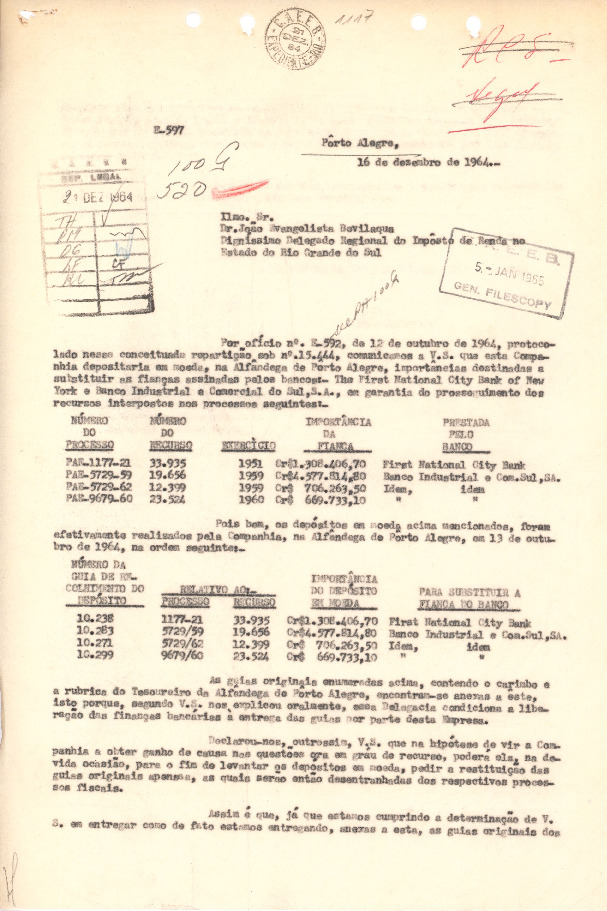 C.A.E.E.B.
21
DEZ.
64
EXPEDIENTE-RIO
1117
E-597
Pôrto Alegre,
16 de dezembro de 1964.-
100 G
520
REP. LEGAL
21 DEZ 1964
Ilmo. Sr.
Dr. João Evangelista Bevilaqua
Digníssimo Delegado Regional do Impôsto de Renda no
Estado do Rio Grande do Sul
E. E. B.
5 - JAN 1965
GEN. FILESCOPY
Por ofício nº. E-592, de 12 de outubro de 1964, protoco-
lado nessa conceituada repartição sob nº.15.444, comunicamos a V.S. que esta Compa-
nhia depositaria em moeda, na Alfandega de Pôrto Alegre, importancias destinadas a
substituir as fianças assinadas pelos bancos:- The First National City Bank of New
York e Banco Industrial e Comercial do Sul,S.A., em garantia do prosseguimento dos
recursos interpostos nos processos seguintes:-
NÚMERO NÚMERO IMPORTÂNCIA PRESTADA
DO DO DA PELO
PROCESSO RECURSO EXERCÍCIO FIANÇA BANCO
PAE-1177-21 33.935 1951 Cr$1.308.406,70 First National City Bank
PAE-5729-59 19.656 1959 Cr$4.577.814,80 Banco Industrial e Com.Sul,SA.
PAE-5729-62 12.399 1959 Cr$ 706.263,50 Idem, idem
PAE-9679-60 23.524 1960 Cr$ 669.733,10 " "
Pois bem, os depósitos em moeda acima mencionados, foram
efetivamente realizados pela Companhia, na Alfândega de Pôrto Alegre, em 13 de outu-
bro de 1964, na ordem seguinte:-
NÚMERO DA IMPORTÂNCIA
GUIA DE RE- DO DEPÓSITO PARA SUBSTITUIR A
COLHIMENTO DO RELATIVO AO:- EM MOEDA FIANÇA DO BANCO
DEPÓSITO PROCESSO RECURSO
10.238 1177-21 33.935 Cr$1.308.406,70 First National City Bank
10.283 5729/59 19.656 Cr$4.577.814,80 Banco Industrial e Com.Sul,SA.
10.271 5729/62 12.399 Cr$ 706.263,50 Idem, idem
10.299 9679/60 23.524 Cr$ 669.733,10 " "
As guias originais enumeradas acima, contendo o carimbo e
a rubrica do Tesoureiro da Alfândega de Pôrto Alegre, encontram-se anexas a êste,
isto porque, segundo V.S. nos explicou oralmente, essa Delegacia condiciona a libe-
ração das finanças bancárias à entrega das guias por parte desta Empresa.
Declarou-nos, outrossim, V.S. que na hipótese de vir a Com-
panhia a obter ganho de causa nas questões ora em gráu de recurso, poderá ela, na de-
vida ocasião, para o fim de levantar os depósitos em moeda, pedir a restituição das
guias originais apensas, as quais serão então desentranhadas dos respectivos proces-
sos fiscais.
Assim é que, já que estamos cumprindo a determinação de V.
S. em entregar como de fato estamos entregando, anexas a esta, as guias originais dos